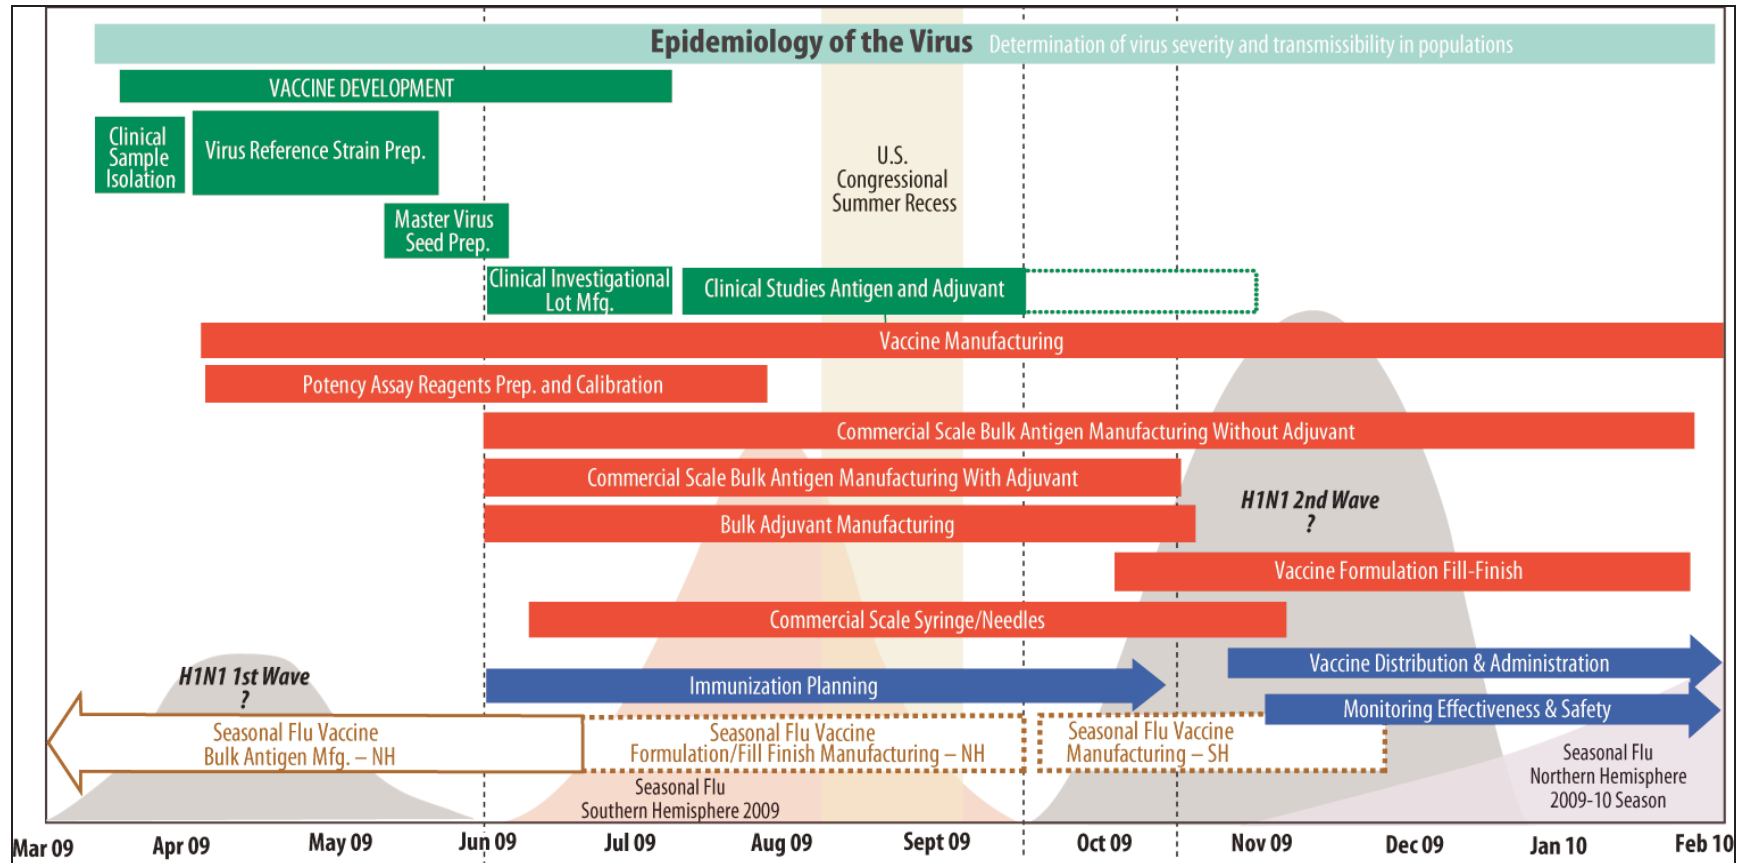 Epidemiology of the Virus Determination of virus severity and transmissibility in populations
VACCINE DEVELOPMENT
Clinical
Sample
Isolation
Virus Reference Strain Prep.
U.S.
Congressional
Summer Recess
Master Virus
Seed Prep.
Clinical Investigational
Lot Mfg.
Clinical Studies Antigen and Adjuvant
Vaccine Manufacturing
Potency Assay Reagents Prep. and Calibration
Commercial Scale Bulk Antigen Manufacturing Without Adjuvant
Commercial Scale Bulk Antigen Manufacturing With Adjuvant
H1N1 2nd Wave
?
Bulk Adjuvant Manufacturing
Vaccine Formulation Fill-Finish
Commercial Scale Syringe/Needles
H1N1 1st Wave
?
Immunization Planning
Vaccine Distribution & Administration
Monitoring Effectiveness & Safety
Seasonal Flu Vaccine
Bulk Antigen Mfg. – NH
Seasonal Flu Vaccine
Formulation/Fill Finish Manufacturing – NH
Seasonal Flu Vaccine
Manufacturing – SH
Seasonal Flu
Southern Hemisphere 2009
Seasonal Flu
Northern Hemisphere
2009-10 Season
Mar 09 Apr 09 May 09 Jun 09 Jul 09 Aug 09 Sept 09 Oct 09 Nov 09 Dec 09 Jan 10 Feb 10